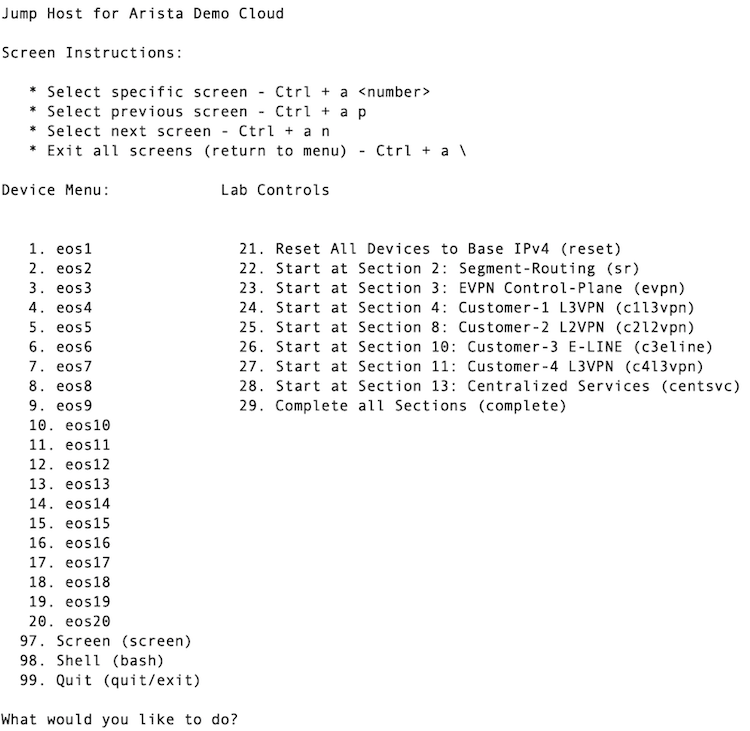 Jump Host for Arista Demo Cloud
Screen Instructions:
* Select specific screen - Ctrl + a <number>
* Select previous screen - Ctrl + a p
* Select next screen - Ctrl + a n
* Exit all screens (return to menu) - Ctrl + a \
Device Menu: Lab Controls
1. eos1 21. Reset All Devices to Base IPv4 (reset)
2. eos2 22. Start at Section 2: Segment-Routing (sr)
3. eos3 23. Start at Section 3: EVPN Control-Plane (evpn)
4. eos4 24. Start at Section 4: Customer-1 L3VPN (c1l3vpn)
5. eos5 25. Start at Section 8: Customer-2 L2VPN (c2l2vpn)
6. eos6 26. Start at Section 10: Customer-3 E-LINE (c3eline)
7. eos7 27. Start at Section 11: Customer-4 L3VPN (c4l3vpn)
8. eos8 28. Start at Section 13: Centralized Services (centsvc)
9. eos9 29. Complete all Sections (complete)
10. eos10
11. eos11
12. eos12
13. eos13
14. eos14
15. eos15
16. eos16
17. eos17
18. eos18
19. eos19
20. eos20
97. Screen (screen)
98. Shell (bash)
99. Quit (quit/exit)
What would you like to do?